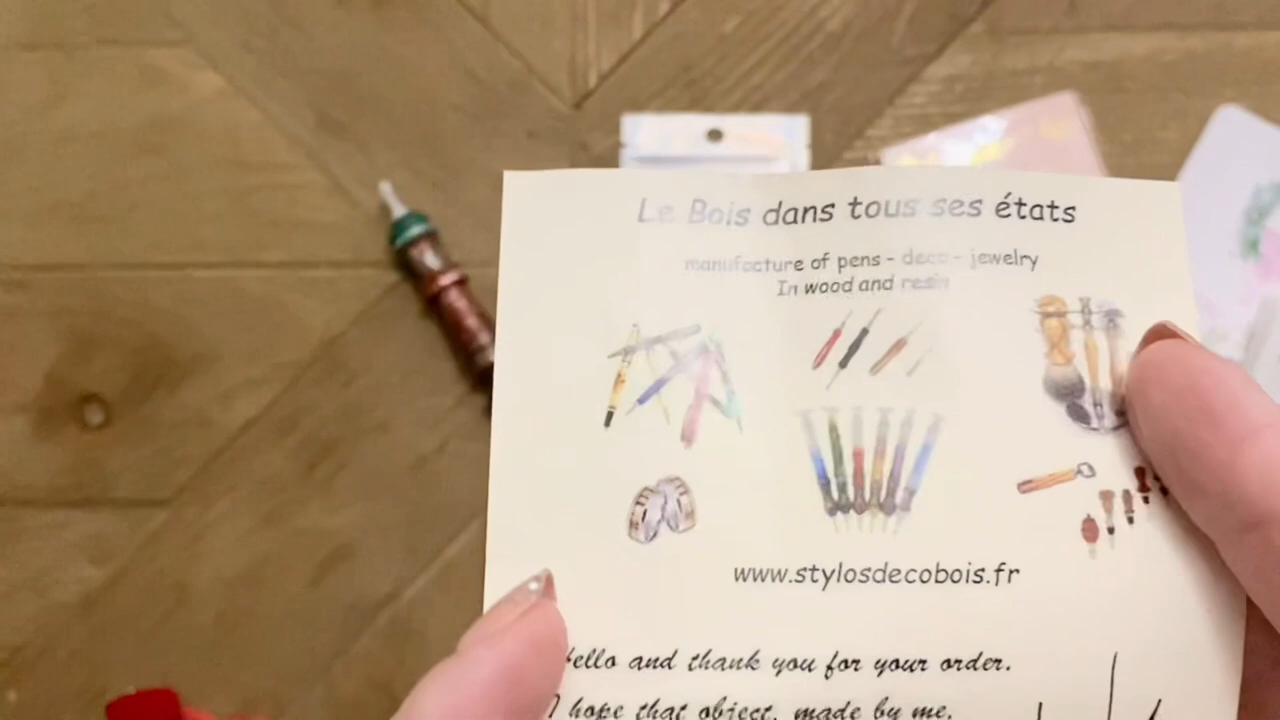 Le Bois dans tous ses états
manufacture of pens - deco - jewelry
In wood and resin
www.stylosdecobois.fr
Hello and thank you for your order.
I hope that object, made by me,